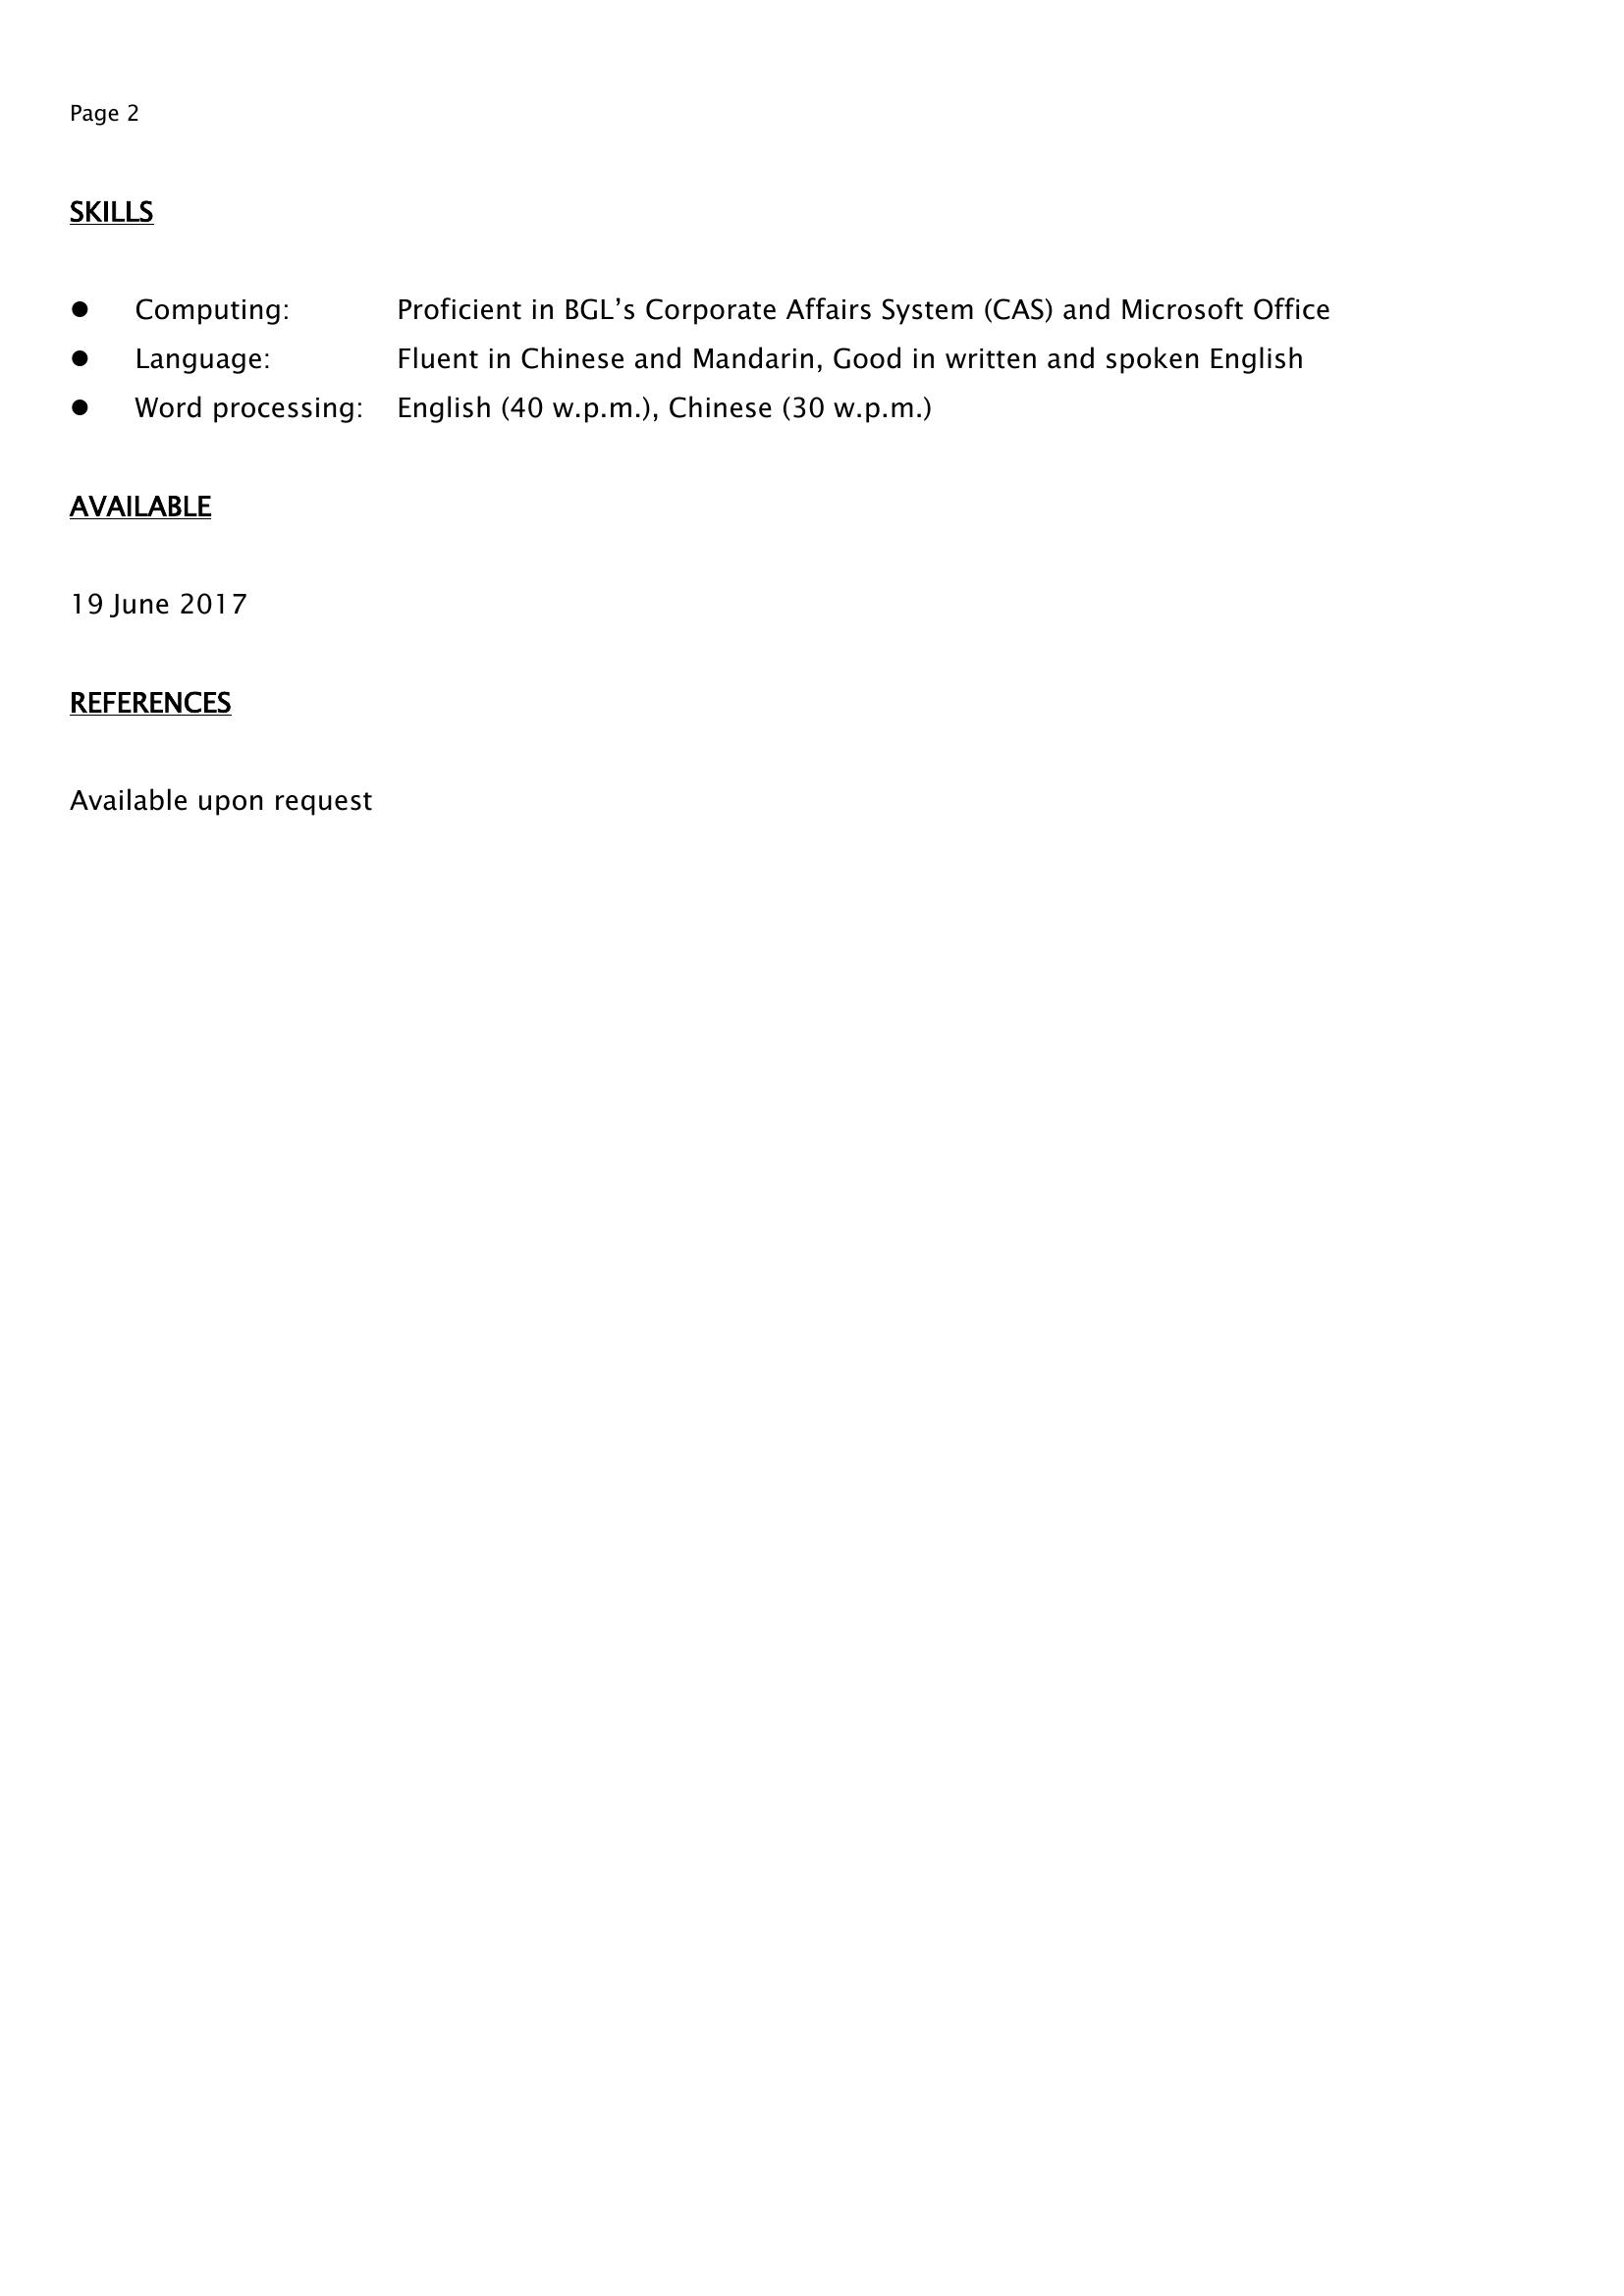 Page 2
SKILLS
● Computing: Proficient in BGL’s Corporate Affairs System (CAS) and Microsoft Office
● Language: Fluent in Chinese and Mandarin, Good in written and spoken English
● Word processing: English (40 w.p.m.), Chinese (30 w.p.m.)
AVAILABLE
19 June 2017
REFERENCES
Available upon request